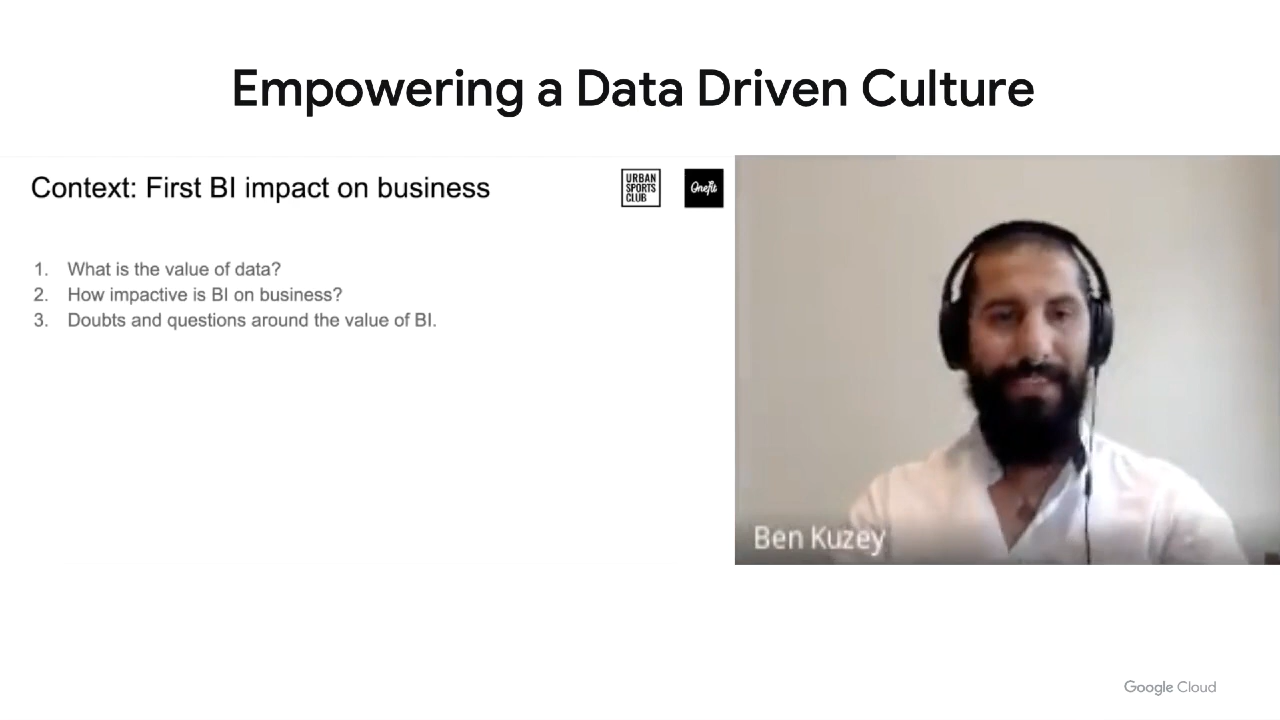 Empowering a Data Driven Culture
Context: First BI impact on business
URBAN
SPORTS
CLUB
Onefit
1. What is the value of data?
2. How impactive is BI on business?
3. Doubts and questions around the value of BI.
Ben Kuzey
Google Cloud